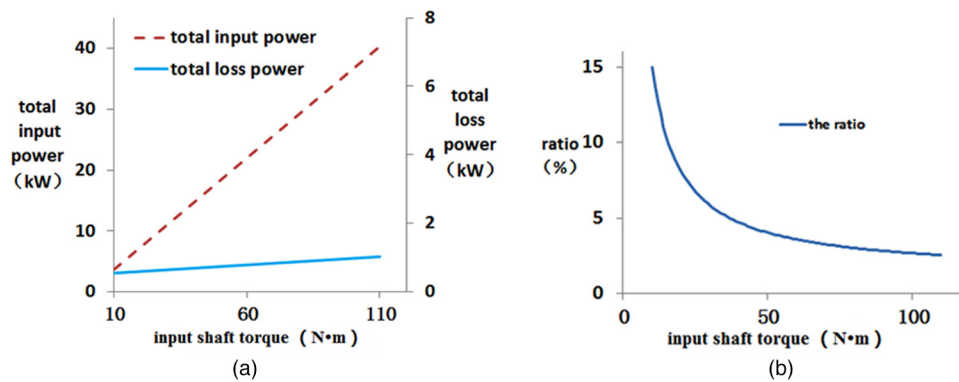 40
30
20
10
0
total
input
power
（kW）
total input power
total loss power
8
6
4
2
0
total
loss
power
（kW）
10
60
110
input shaft torque（N•m）
(a)
15
10
5
0
ratio
（%）
the ratio
0
50
100
input shaft torque（N•m）
(b)